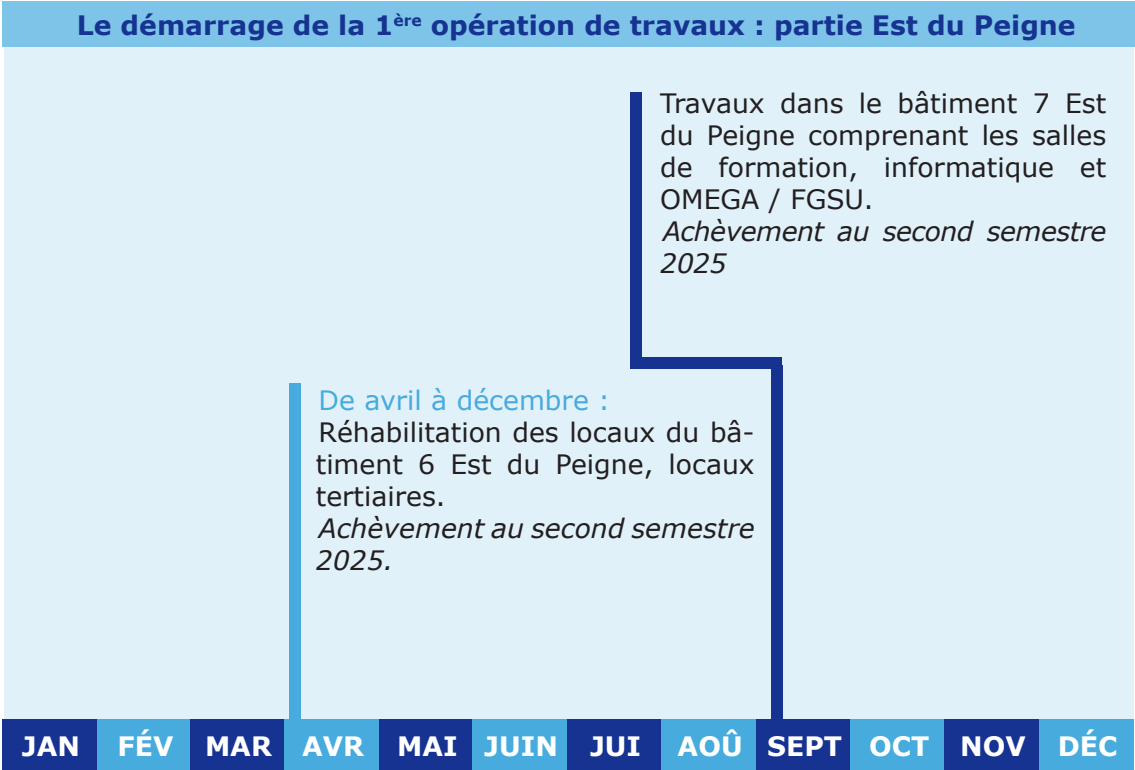 Le démarrage de la 1ère opération de travaux : partie Est du Peigne
Travaux dans le bâtiment 7 Est
du Peigne comprenant les salles
de formation, informatique et
OMEGA / FGSU.
Achèvement au second semestre
2025
De avril à décembre :
Réhabilitation des locaux du bâ-
timent 6 Est du Peigne, locaux
tertiaires.
Achèvement au second semestre
2025.
JAN FÉV MAR AVR MAI JUIN JUI AOÛ SEPT OCT NOV DÉC